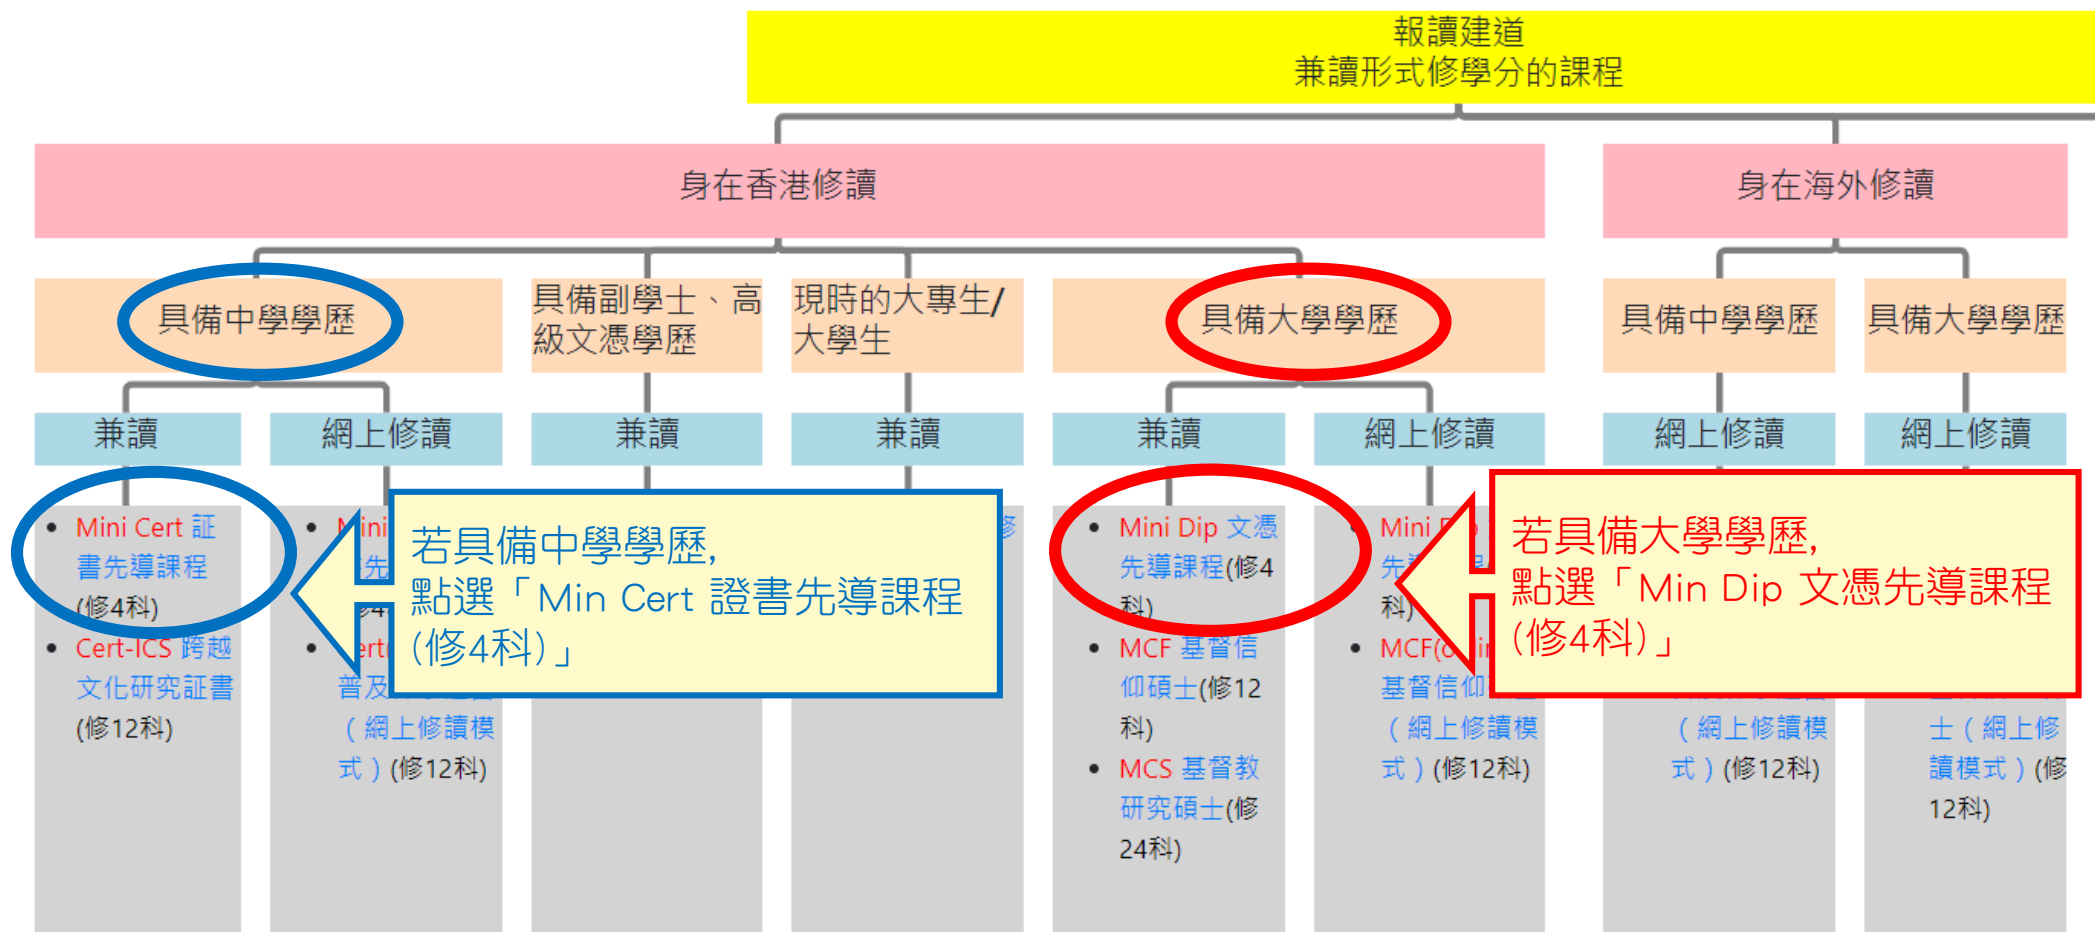 報讀建道
兼讀形式修學分的課程
身在香港修讀
身在海外修讀
具備中學學歷
具備副學士、高
級文憑學歷
現時的大專生/
大學生
具備大學學歷
具備中學學歷
具備大學學歷
兼讀
網上修讀
兼讀
兼讀
兼讀
網上修讀
網上修讀
網上修讀
Mini Cert 証
書先導課程
(修4科)
Cert-ICS 跨越
文化研究証書
(修12科)
普及
（網上修讀模
式）(修12科)
若具備中學學歷,
點選「Min Cert 證書先導課程
(修4科)」
修
Mini Dip 文憑
先導課程(修4
科)
MCF 基督信
仰碩士(修12
科)
MCS 基督教
研究碩士(修
24科)
Mini
先
科)
MCF(
基督信仰
（網上修讀模
式）(修12科)
若具備大學學歷,
點選「Min Dip 文憑先導課程
(修4科)」
（網上修讀模
式）(修12科)
士（網上修
讀模式）(修
12科)